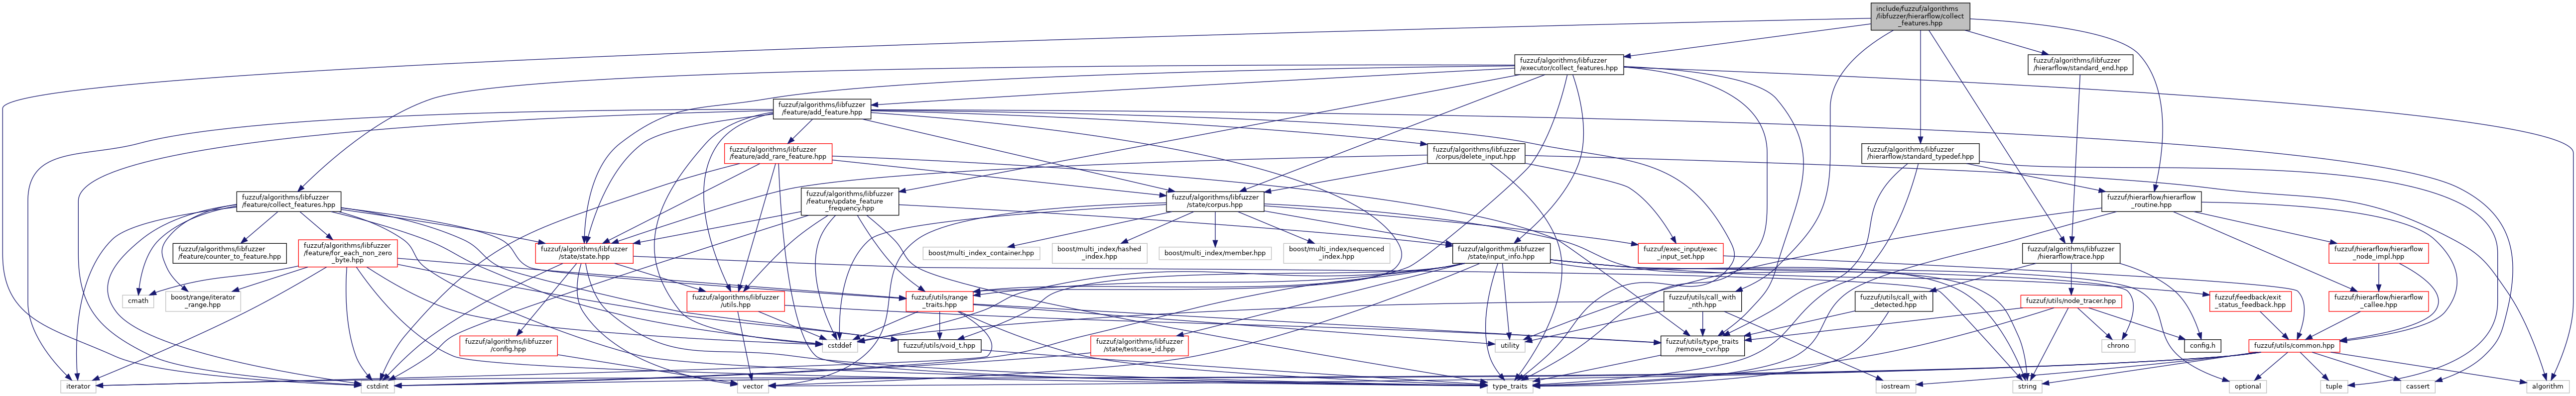 include/fuzzuf/algorithms
/libfuzzer/hierarflow/collect
_features.hpp
fuzzuf/algorithms/libfuzzer
/executor/collect_features.hpp
fuzzuf/algorithms/libfuzzer
/hierarflow/standard_end.hpp
fuzzuf/algorithms/libfuzzer
/feature/add_feature.hpp
fuzzuf/algorithms/libfuzzer
/feature/add_rare_feature.hpp
fuzzuf/algorithms/libfuzzer
/corpus/delete_input.hpp
fuzzuf/algorithms/libfuzzer
/hierarflow/standard_typedef.hpp
fuzzuf/algorithms/libfuzzer
/feature/collect_features.hpp
fuzzuf/algorithms/libfuzzer
/feature/update_feature
_frequency.hpp
fuzzuf/algorithms/libfuzzer
/state/corpus.hpp
fuzzuf/hierarflow/hierarflow
_routine.hpp
fuzzuf/algorithms/libfuzzer
/feature/counter_to_feature.hpp
fuzzuf/algorithms/libfuzzer
/feature/for_each_non_zero
_byte.hpp
fuzzuf/algorithms/libfuzzer
/state/state.hpp
boost/multi_index_container.hpp
boost/multi_index/hashed
_index.hpp
boost/multi_index/member.hpp
boost/multi_index/sequenced
_index.hpp
fuzzuf/algorithms/libfuzzer
/state/input_info.hpp
fuzzuf/exec_input/exec
_input_set.hpp
fuzzuf/algorithms/libfuzzer
/hierarflow/trace.hpp
fuzzuf/hierarflow/hierarflow
_node_impl.hpp
cmath
boost/range/iterator
_range.hpp
fuzzuf/algorithms/libfuzzer
/utils.hpp
fuzzuf/utils/range
_traits.hpp
fuzzuf/utils/call_with
_nth.hpp
fuzzuf/utils/call_with
_detected.hpp
fuzzuf/utils/node_tracer.hpp
fuzzuf/feedback/exit
_status_feedback.hpp
fuzzuf/hierarflow/hierarflow
_callee.hpp
fuzzuf/algorithms/libfuzzer
/config.hpp
cstddef
fuzzuf/utils/void_t.hpp
fuzzuf/algorithms/libfuzzer
/state/testcase_id.hpp
utility
fuzzuf/utils/type_traits
/remove_cvr.hpp
chrono
config.h
fuzzuf/utils/common.hpp
iterator
cstdint
vector
type_traits
iostream
string
optional
tuple
cassert
algorithm